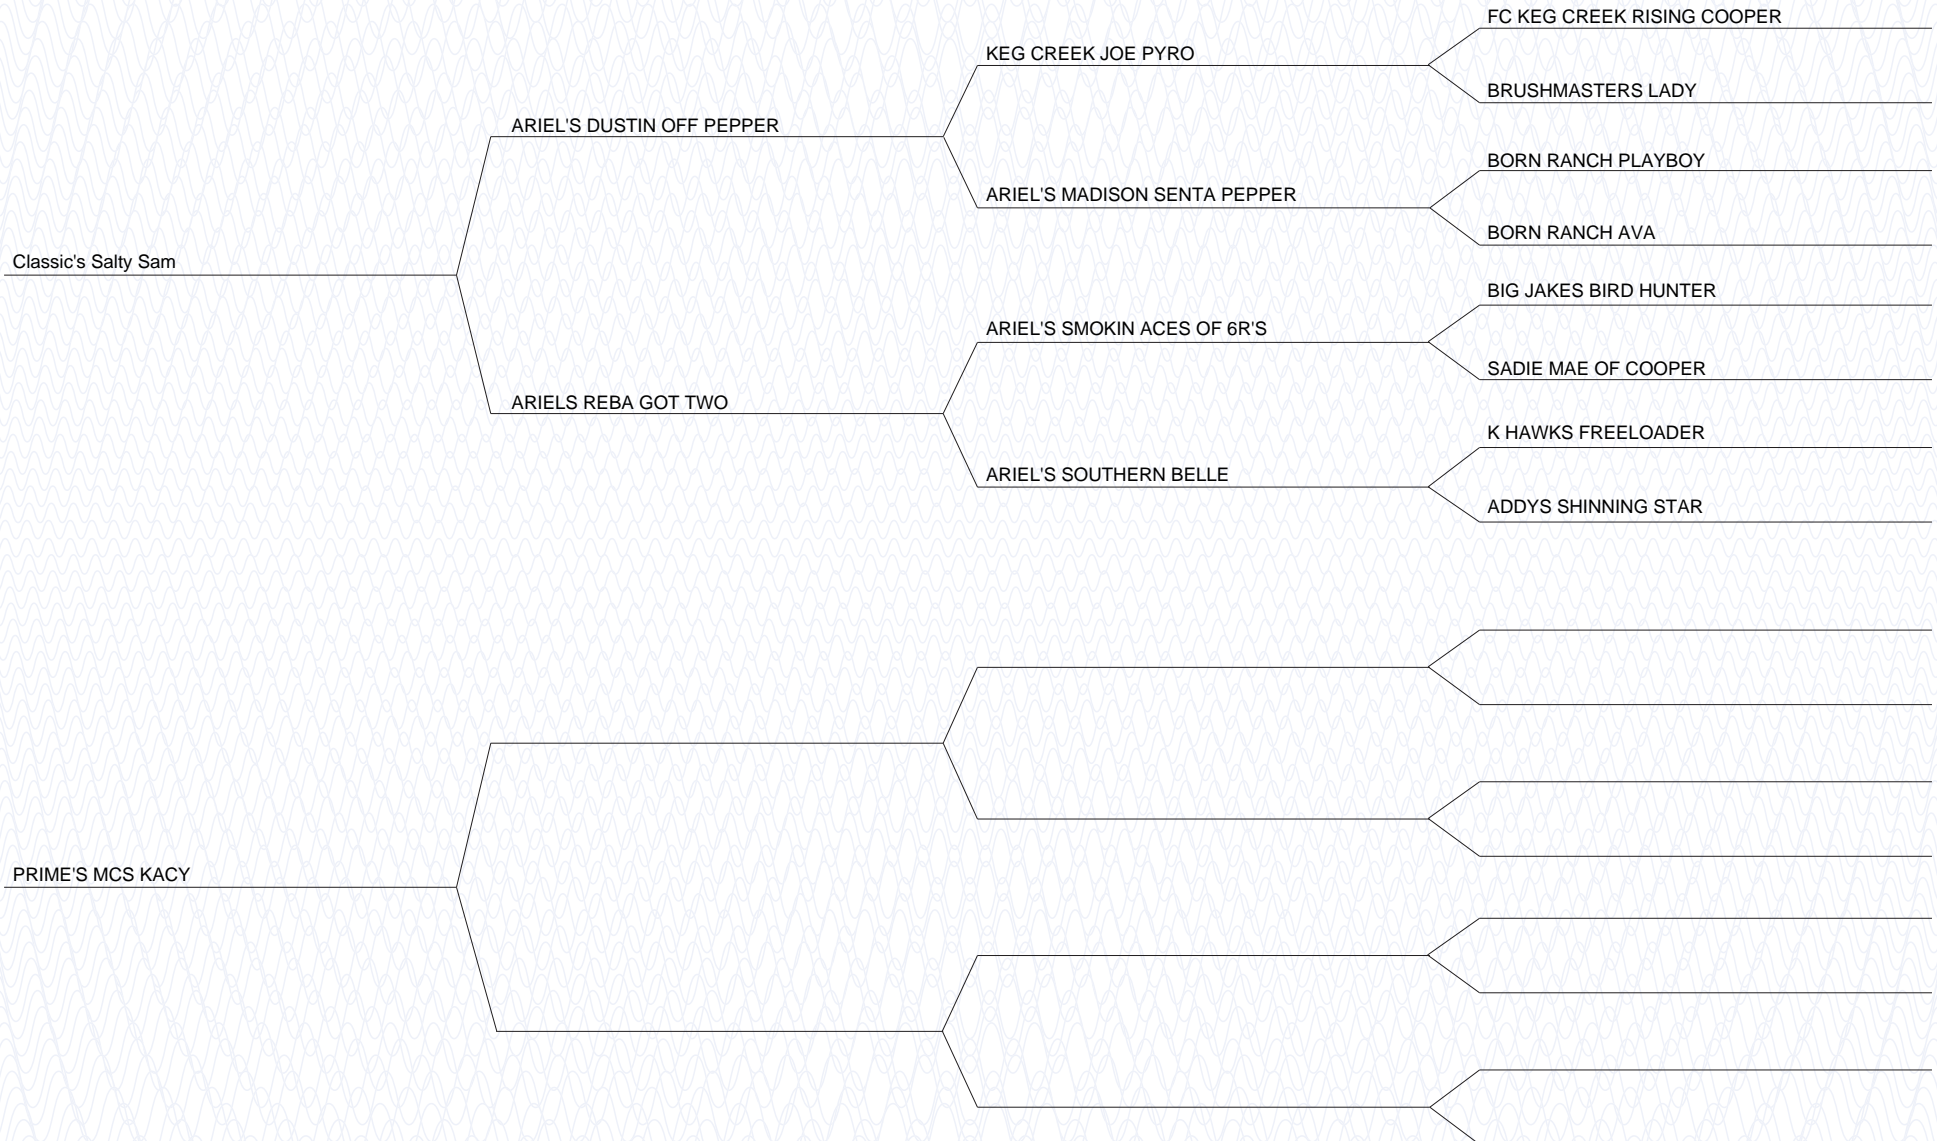 FC KEG CREEK RISING COOPER
KEG CREEK JOE PYRO
BRUSHMASTERS LADY
ARIEL'S DUSTIN OFF PEPPER
BORN RANCH PLAYBOY
ARIEL'S MADISON SENTA PEPPER
BORN RANCH AVA
Classic's Salty Sam
BIG JAKES BIRD HUNTER
ARIEL'S SMOKIN ACES OF 6R'S
SADIE MAE OF COOPER
ARIELS REBA GOT TWO
K HAWKS FREELOADER
ARIEL'S SOUTHERN BELLE
ADDYS SHINNING STAR
PRIME'S MCS KACY